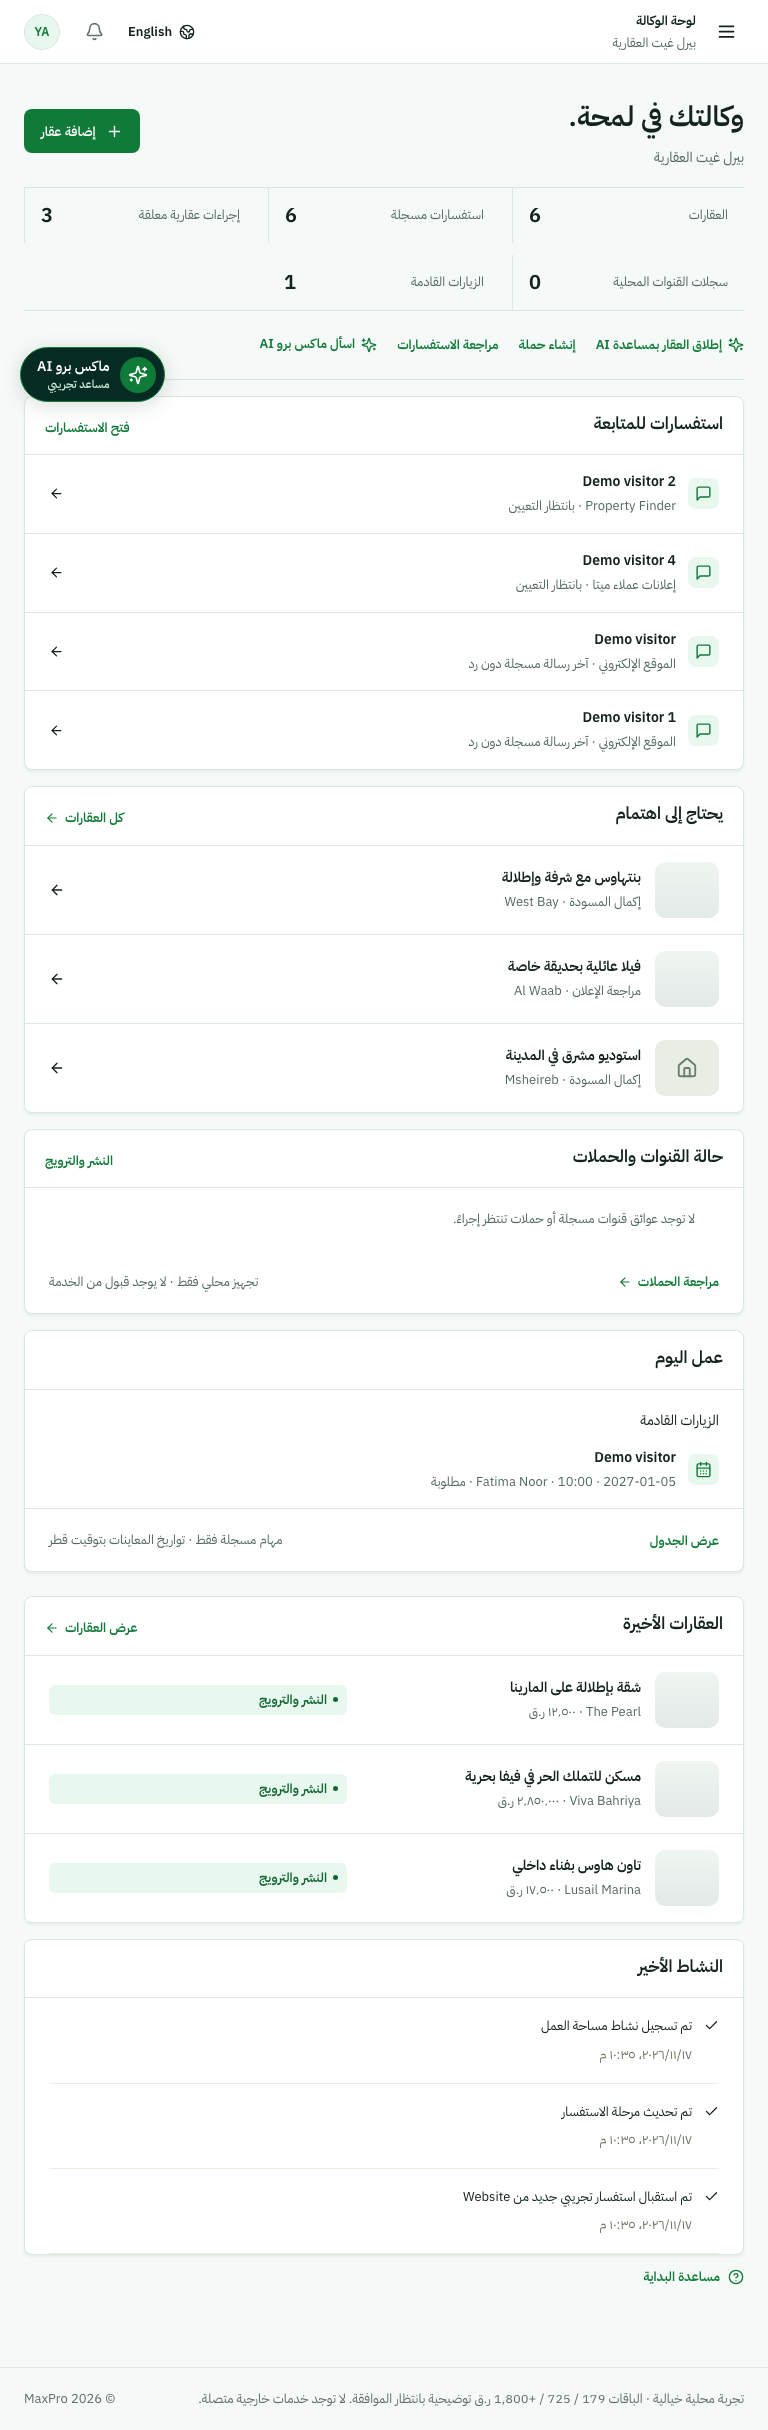 لوحة الوكالة
بيرل غيت العقارية
English
YA
وكالتك في لمحة.
بيرل غيت العقارية
إضافة عقار
العقارات
6
استفسارات مسجلة
6
إجراءات عقارية معلقة
3
سجلات القنوات المحلية
0
الزيارات القادمة
1
إطلاق العقار بمساعدة AI
إنشاء حملة
مراجعة الاستفسارات
اسأل ماكس برو AI
ماكس برو AI
مساعد تجريبي
استفسارات للمتابعة
فتح الاستفسارات
Demo visitor 2
Property Finder · بانتظار التعيين
Demo visitor 4
إعلانات عملاء ميتا · بانتظار التعيين
Demo visitor
الموقع الإلكتروني · آخر رسالة مسجلة دون رد
Demo visitor 1
الموقع الإلكتروني · آخر رسالة مسجلة دون رد
يحتاج إلى اهتمام
كل العقارات
بنتهاوس مع شرفة وإطلالة
إكمال المسودة · West Bay
فيلا عائلية بحديقة خاصة
مراجعة الإعلان · Al Waab
استوديو مشرق في المدينة
إكمال المسودة · Msheireb
حالة القنوات والحملات
النشر والترويج
لا توجد عوائق قنوات مسجلة أو حملات تنتظر إجراءً.
مراجعة الحملات
تجهيز محلي فقط · لا يوجد قبول من الخدمة
عمل اليوم
الزيارات القادمة
Demo visitor
2027-01-05 · 10:00 · Fatima Noor · مطلوبة
عرض الجدول
مهام مسجلة فقط · تواريخ المعاينات بتوقيت قطر
العقارات الأخيرة
عرض العقارات
شقة بإطلالة على المارينا
The Pearl · ١٢٬٥٠٠ ر.ق
النشر والترويج
مسكن للتملك الحر في فيفا بحرية
Viva Bahriya · ٢٬٨٥٠٬٠٠٠ ر.ق
النشر والترويج
تاون هاوس بفناء داخلي
Lusail Marina · ١٧٬٥٠٠ ر.ق
النشر والترويج
النشاط الأخير
تم تسجيل نشاط مساحة العمل
١٧‏/١١‏/٢٠٢٦، ١٠:٣٥ م
تم تحديث مرحلة الاستفسار
١٧‏/١١‏/٢٠٢٦، ١٠:٣٥ م
تم استقبال استفسار تجريبي جديد من Website
١٧‏/١١‏/٢٠٢٦، ١٠:٣٥ م
مساعدة البداية
تجربة محلية خيالية · الباقات 179 / 725 / +1,800 ر.ق توضيحية بانتظار الموافقة. لا توجد خدمات خارجية متصلة.
© 2026 MaxPro